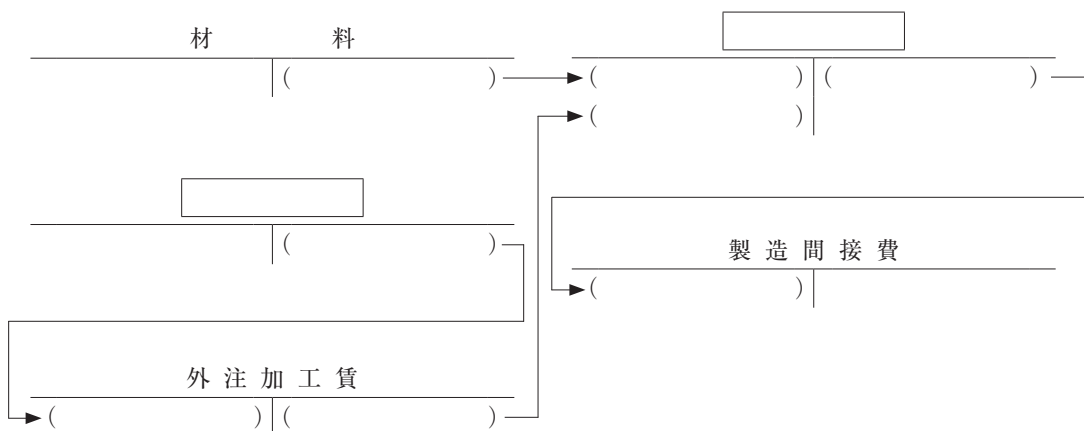 材料
(　　　) (　　　) (　　　)
(　　　)
(　　　)
製造間接費
(　　　)
外注加工賃
(　　　) (　　　)